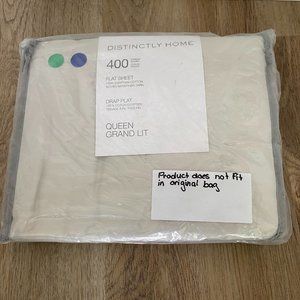 DISTINCTLY HOME
400
FLAT SHEET
DRAP PLAT
QUEEN
GRAND LIT
Product does not fit
in original bag